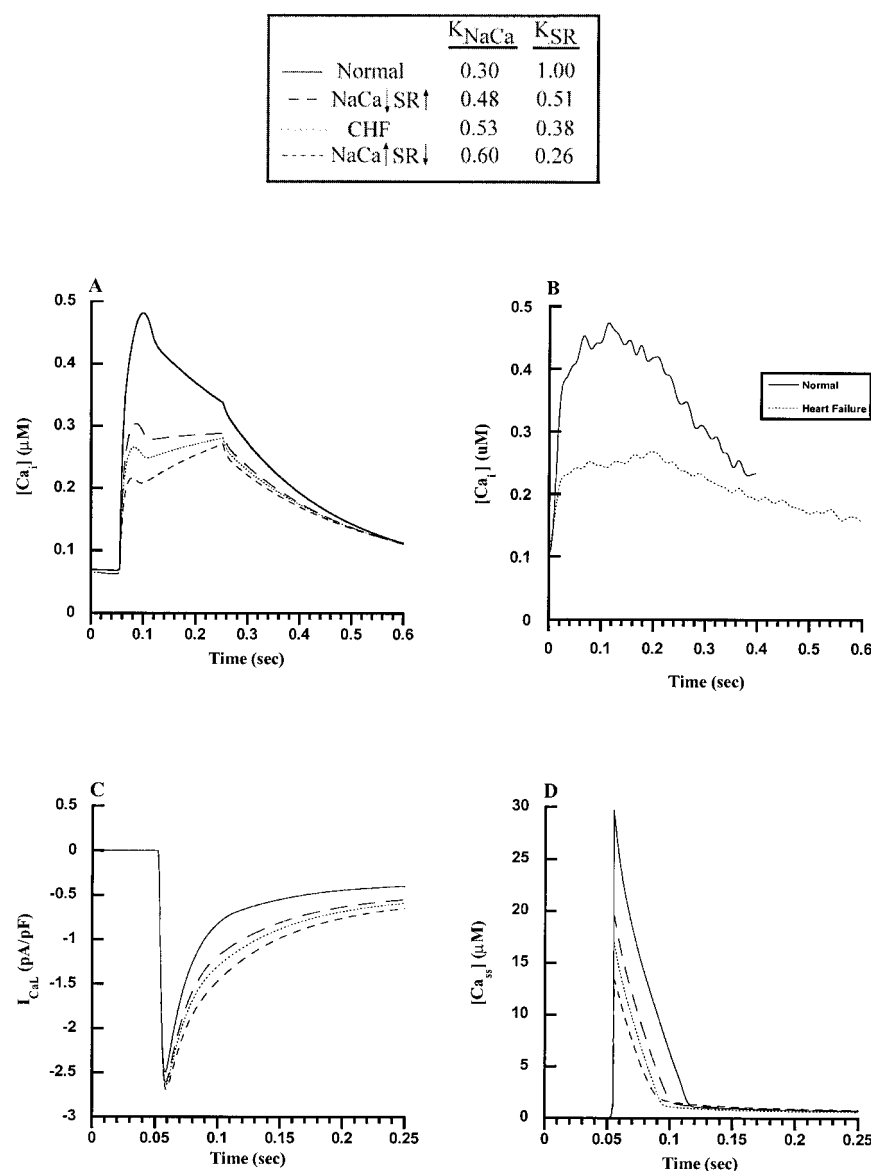 K_NaCa K_SR
Normal 0.30 1.00
NaCa↓SR↑ 0.48 0.51
CHF 0.53 0.38
NaCa↑SR↓ 0.60 0.26
A
0.5
0.4
0.3
0.2
0.1
0
[Ca_i] (μM)
0 0.1 0.2 0.3 0.4 0.5 0.6
Time (sec)
B
0.5
0.4
0.3
0.2
0.1
0
[Ca_i] (uM)
0 0.1 0.2 0.3 0.4 0.5 0.6
Time (sec)
Normal
Heart Failure
C
0.5
0
-0.5
-1
-1.5
-2
-2.5
-3
I_CaL (pA/pF)
0 0.05 0.1 0.15 0.2 0.25
Time (sec)
D
30
25
20
15
10
5
0
[Ca_ss] (μM)
0 0.05 0.1 0.15 0.2 0.25
Time (sec)